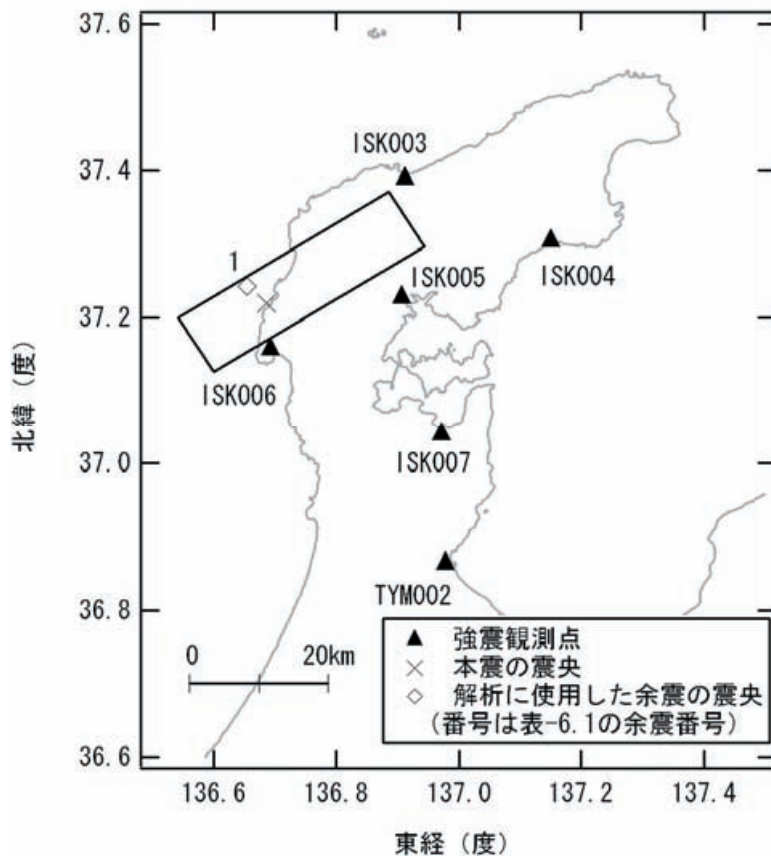 37.6
ISK003
37.4
1
ISK004
ISK005
37.2
ISK006
北緯（度）
37.0
ISK007
36.8
TYM002
0 20km
強震観測点
本震の震央
解析に使用した余震の震央
（番号は表-6.1の余震番号）
36.6
136.6 136.8 137.0 137.2 137.4
東経（度）